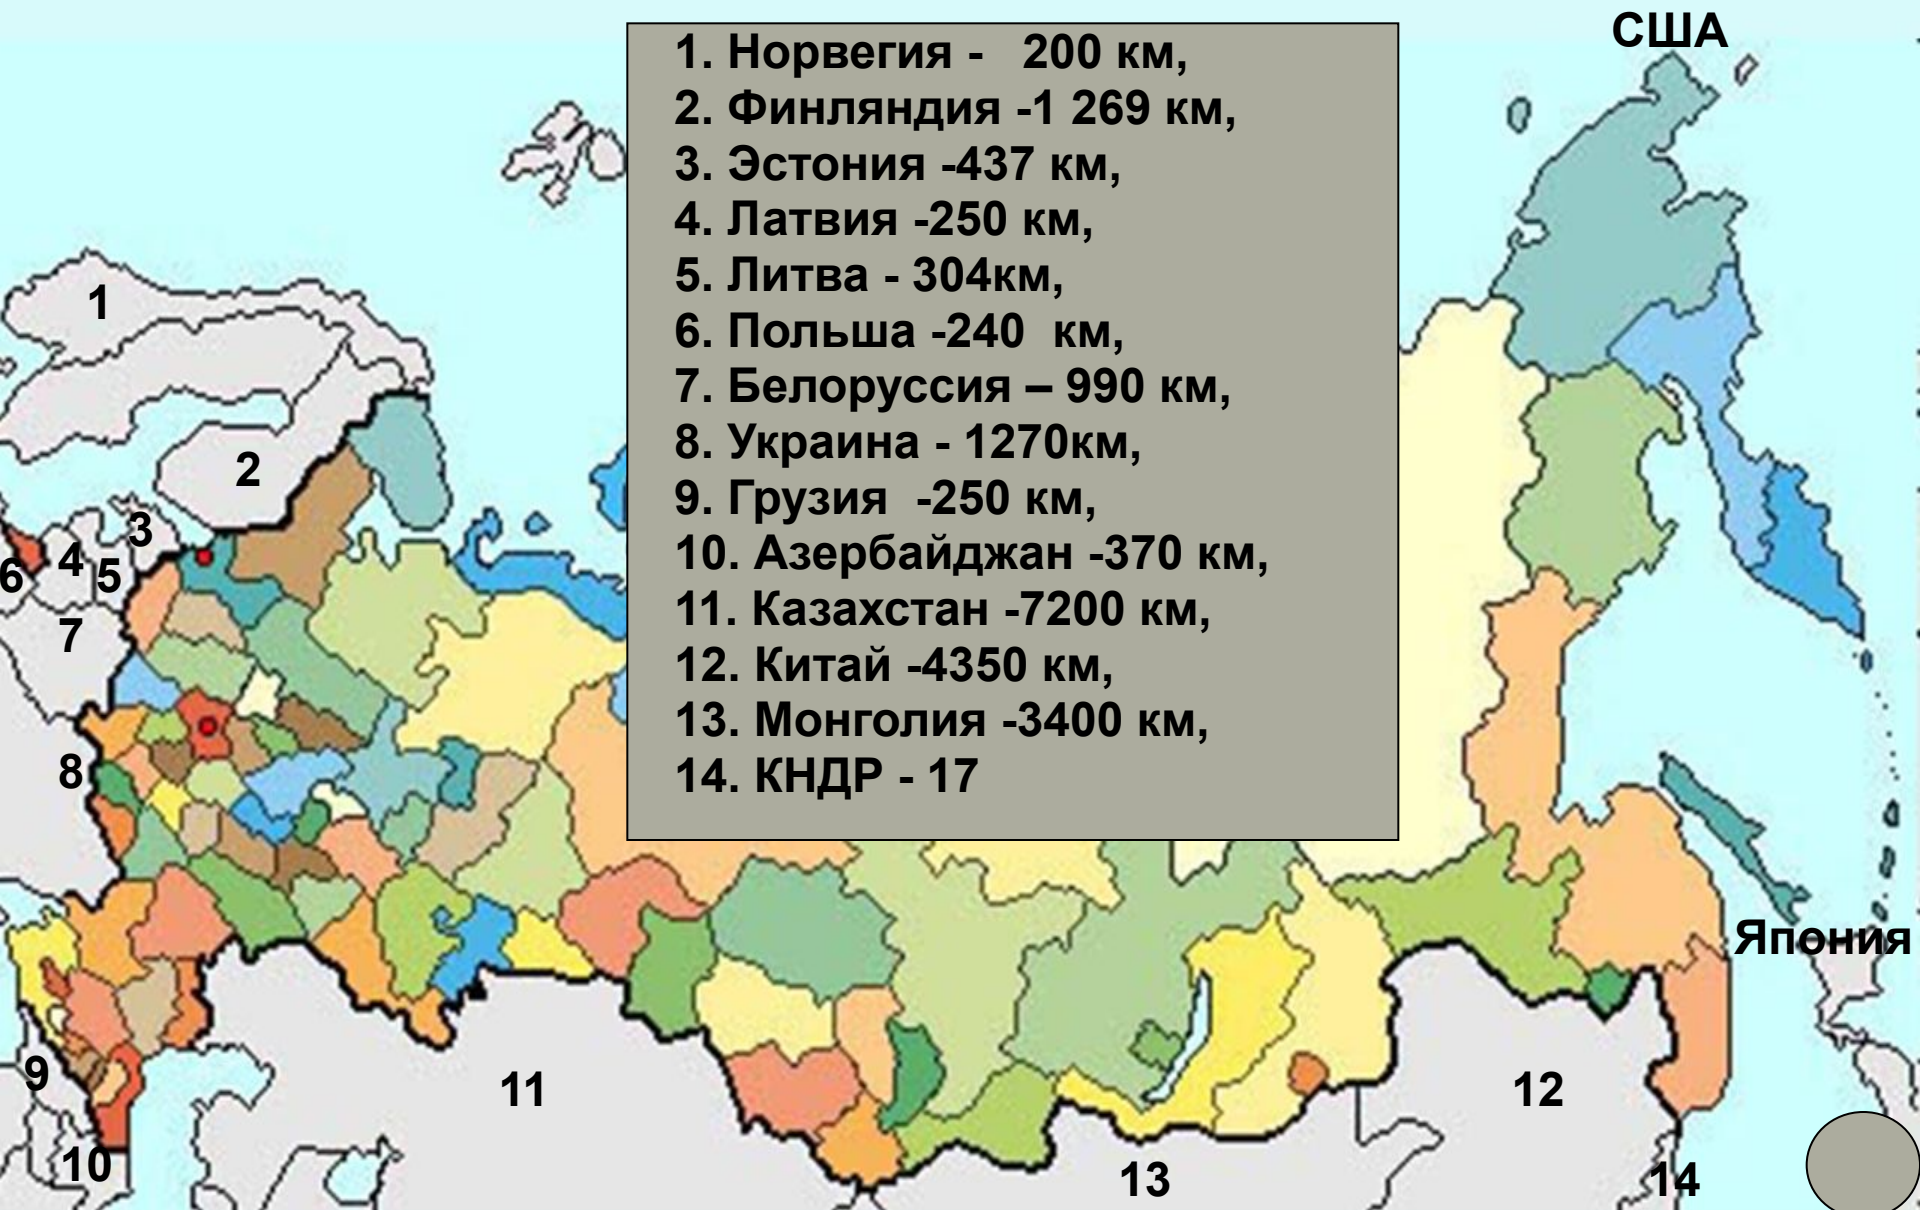 США
1. Норвегия - 200 км,
2. Финляндия -1 269 км,
3. Эстония -437 км,
4. Латвия -250 км,
5. Литва - 304км,
6. Польша -240 км,
7. Белоруссия – 990 км,
8. Украина - 1270км,
9. Грузия -250 км,
10. Азербайджан -370 км,
11. Казахстан -7200 км,
12. Китай -4350 км,
13. Монголия -3400 км,
14. КНДР - 17
1
2
3
4
5
6
7
8
Япония
9
11
12
10
13
14